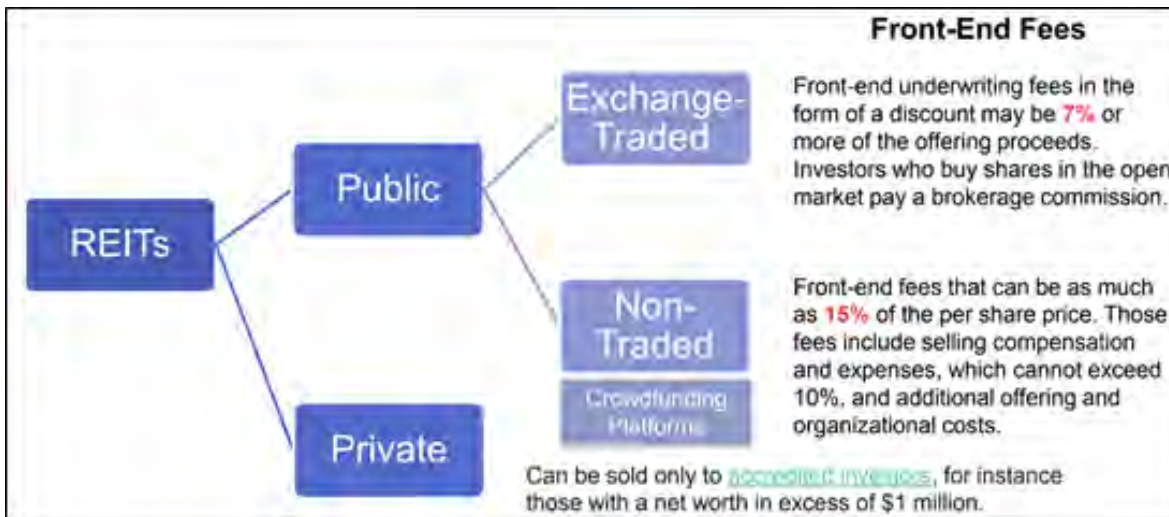 Front-End Fees
Exchange-
Traded
Front-end underwriting fees in the
form of a discount may be 7% or
more of the offering proceeds.
Investors who buy shares in the open
market pay a brokerage commission.
Public
REITs
Non-
Traded
Crowdfunding
Platforms
Front-end fees that can be as much
as 15% of the per share price. Those
fees include selling compensation
and expenses, which cannot exceed
10%, and additional offering and
organizational costs.
Private
Can be sold only to accredited investors, for instance
those with a net worth in excess of $1 million.